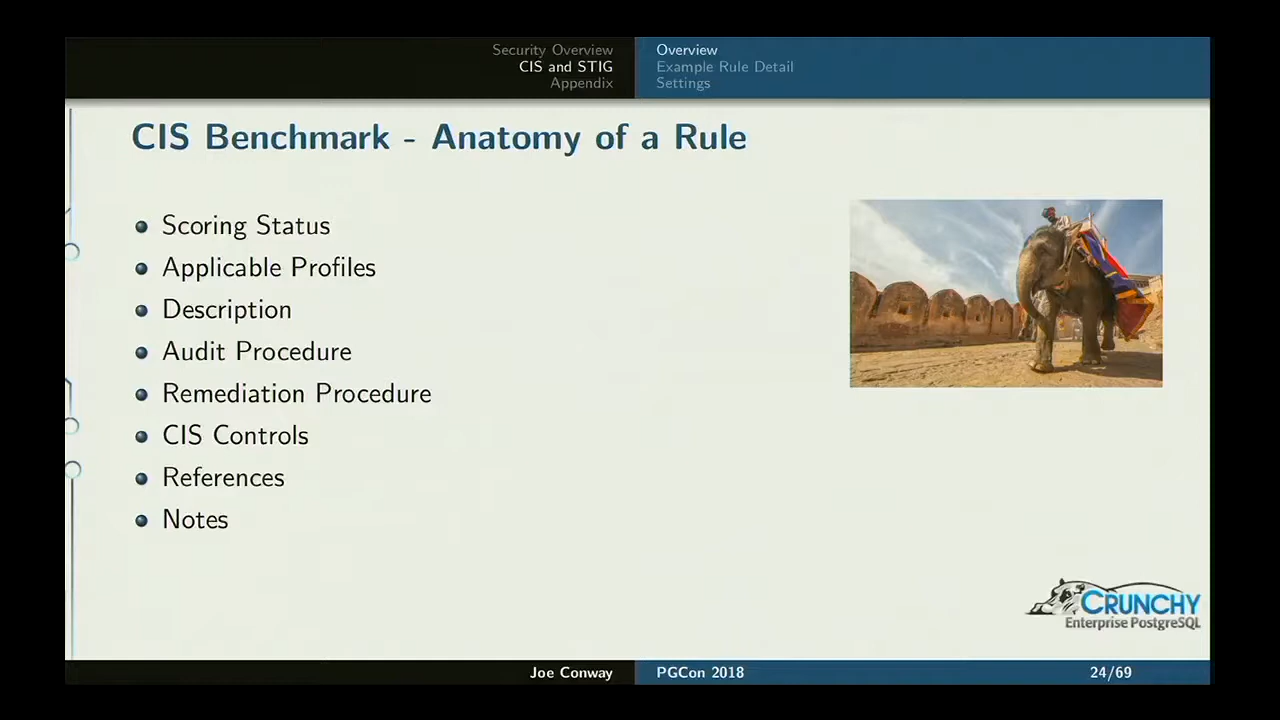 Security Overview
CIS and STIG
Appendix
Overview
Example Rule Detail
Settings
CIS Benchmark - Anatomy of a Rule
Scoring Status
Applicable Profiles
Description
Audit Procedure
Remediation Procedure
CIS Controls
References
Notes
CRUNCHY
Enterprise PostgreSQL
Joe Conway
PGCon 2018
24/69